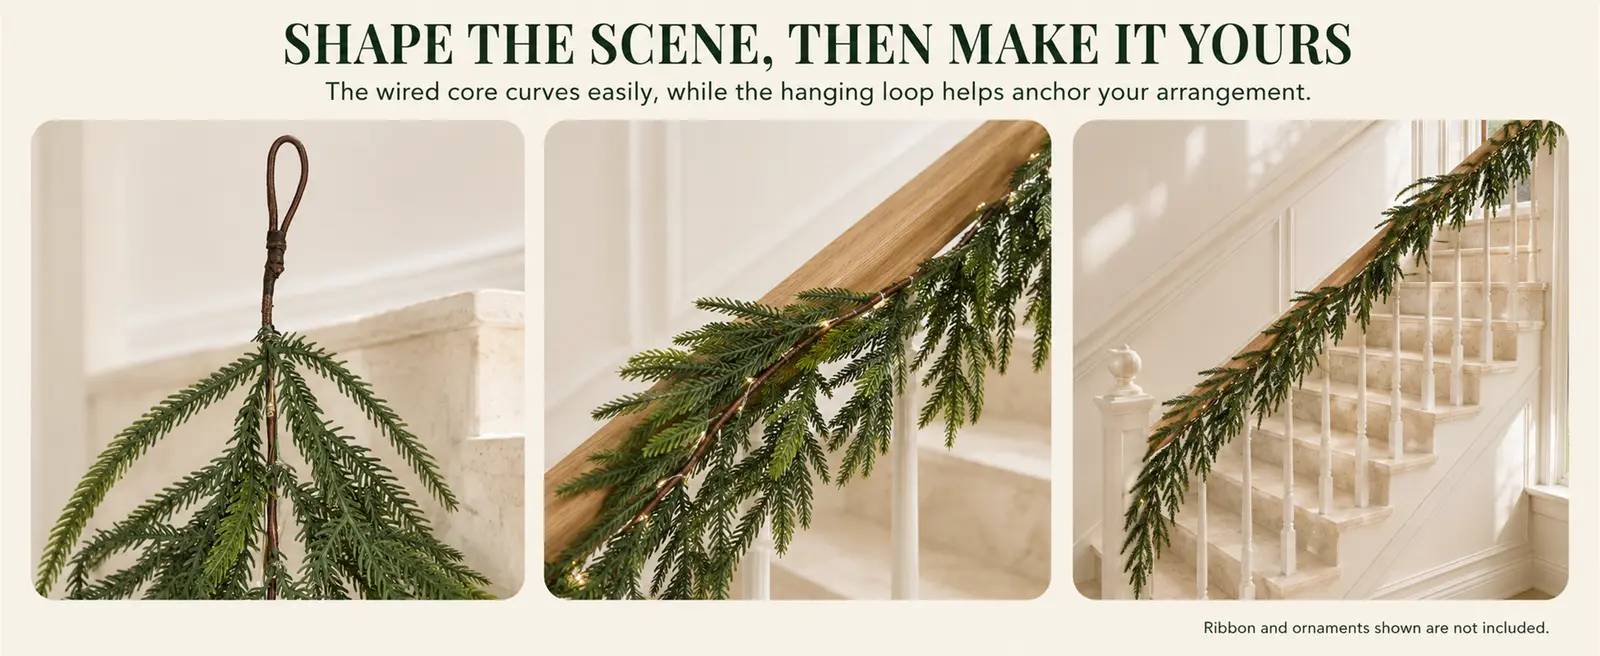 SHAPE THE SCENE, THEN MAKE IT YOURS
The wired core curves easily, while the hanging loop helps anchor your arrangement.
Ribbon and ornaments shown are not included.